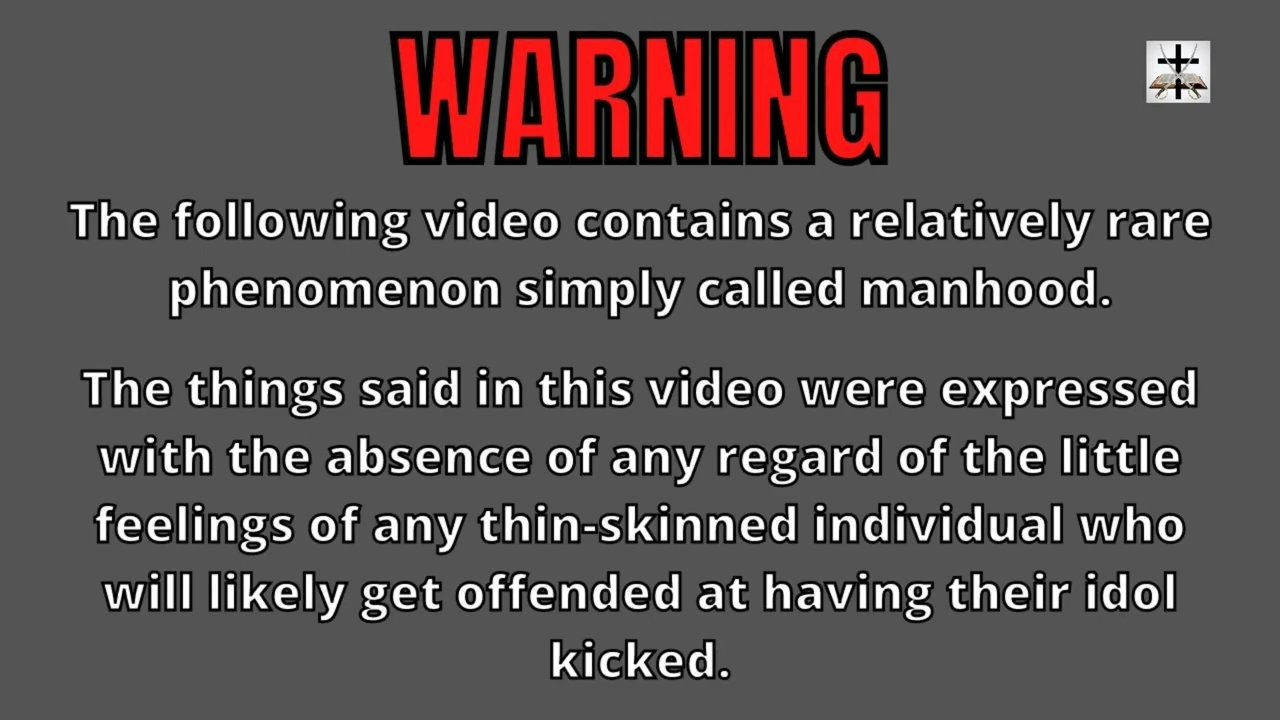 WARNING
The following video contains a relatively rare
phenomenon simply called manhood.
The things said in this video were expressed
with the absence of any regard of the little
feelings of any thin-skinned individual who
will likely get offended at having their idol
kicked.